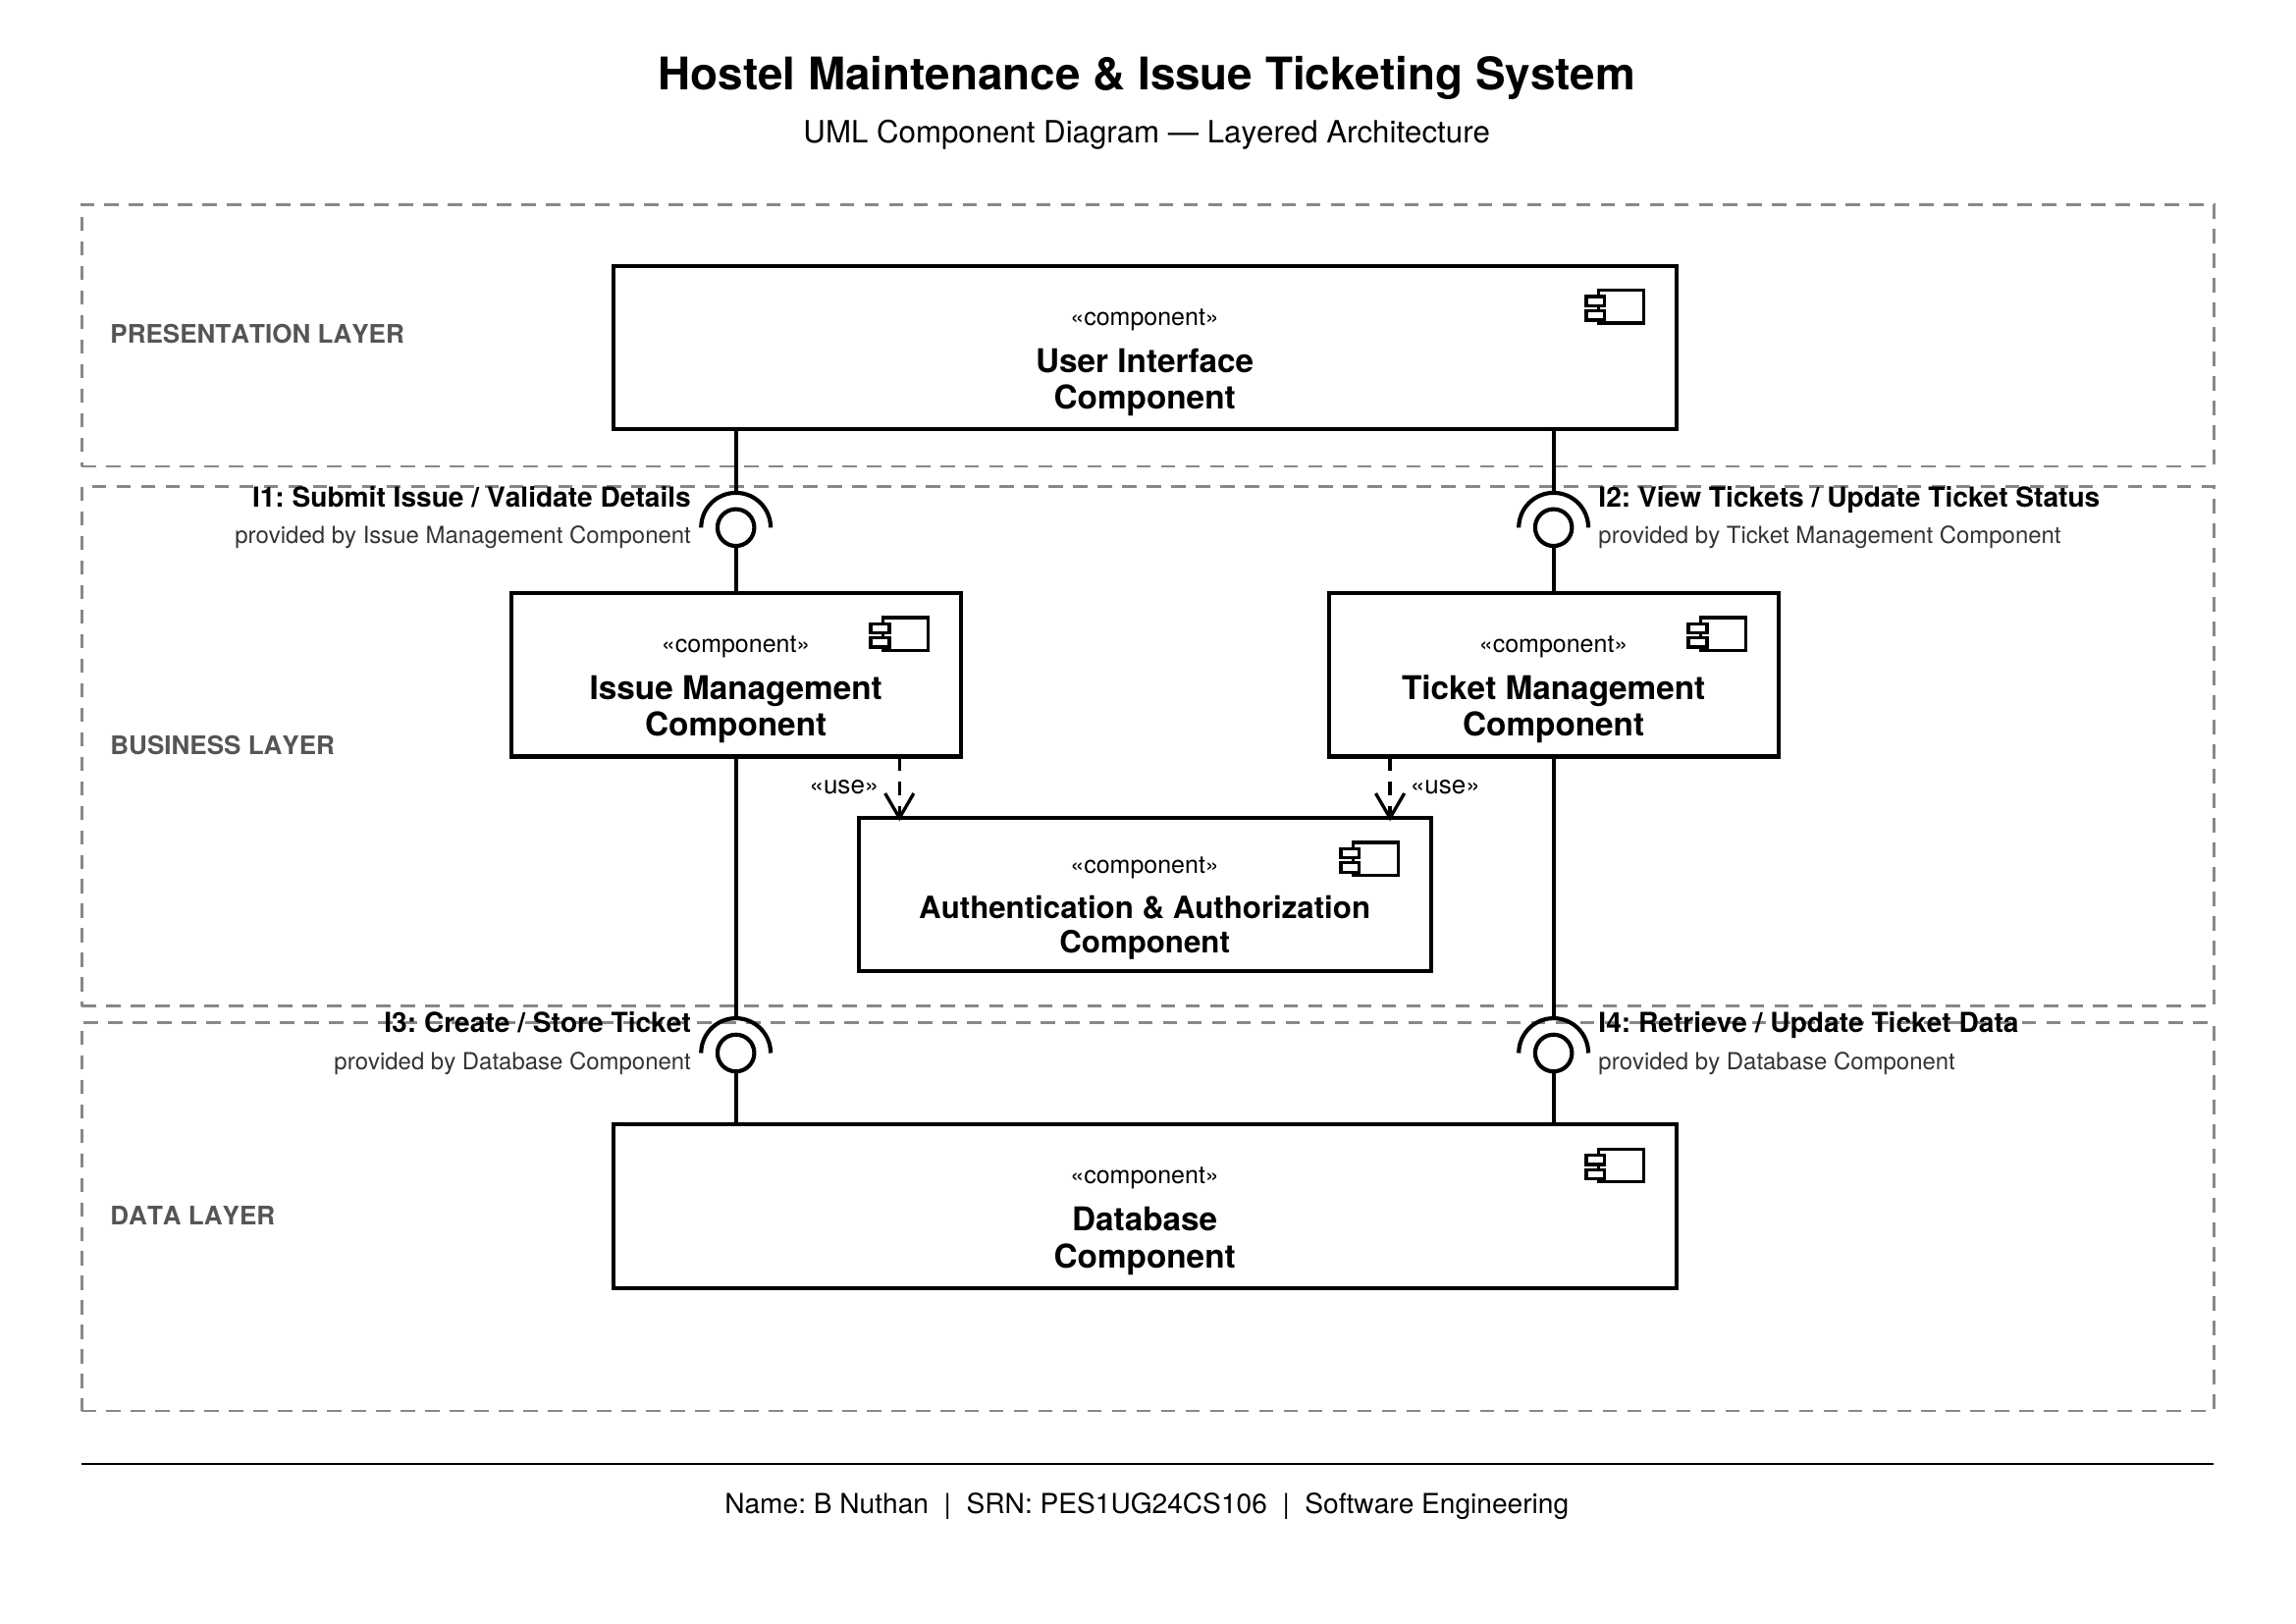 Hostel Maintenance & Issue Ticketing System
UML Component Diagram — Layered Architecture
PRESENTATION LAYER
«component»
User Interface
Component
I1: Submit Issue / Validate Details
provided by Issue Management Component
I2: View Tickets / Update Ticket Status
provided by Ticket Management Component
BUSINESS LAYER
«component»
Issue Management
Component
«component»
Ticket Management
Component
«use»
«use»
«component»
Authentication & Authorization
Component
I3: Create / Store Ticket
provided by Database Component
I4: Retrieve / Update Ticket Data
provided by Database Component
DATA LAYER
«component»
Database
Component
Name: B Nuthan | SRN: PES1UG24CS106 | Software Engineering